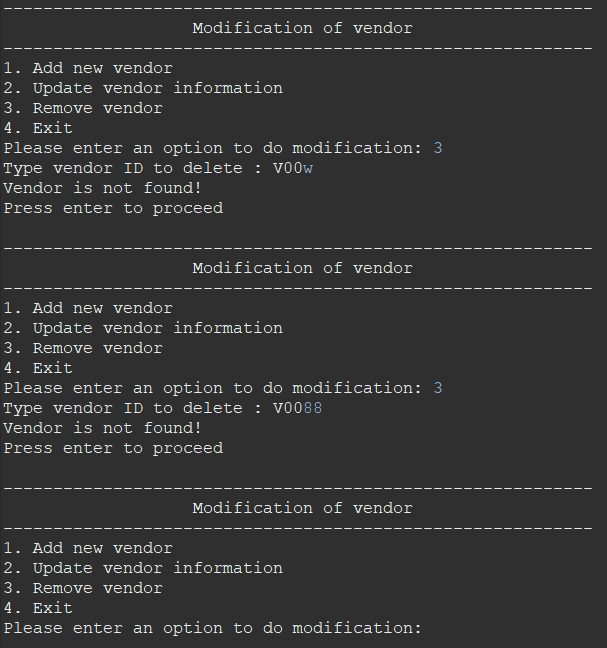 -----------------------------------------------------------
Modification of vendor
-----------------------------------------------------------
1. Add new vendor
2. Update vendor information
3. Remove vendor
4. Exit
Please enter an option to do modification: 3
Type vendor ID to delete : V00w
Vendor is not found!
Press enter to proceed
-----------------------------------------------------------
Modification of vendor
-----------------------------------------------------------
1. Add new vendor
2. Update vendor information
3. Remove vendor
4. Exit
Please enter an option to do modification: 3
Type vendor ID to delete : V0088
Vendor is not found!
Press enter to proceed
-----------------------------------------------------------
Modification of vendor
-----------------------------------------------------------
1. Add new vendor
2. Update vendor information
3. Remove vendor
4. Exit
Please enter an option to do modification: